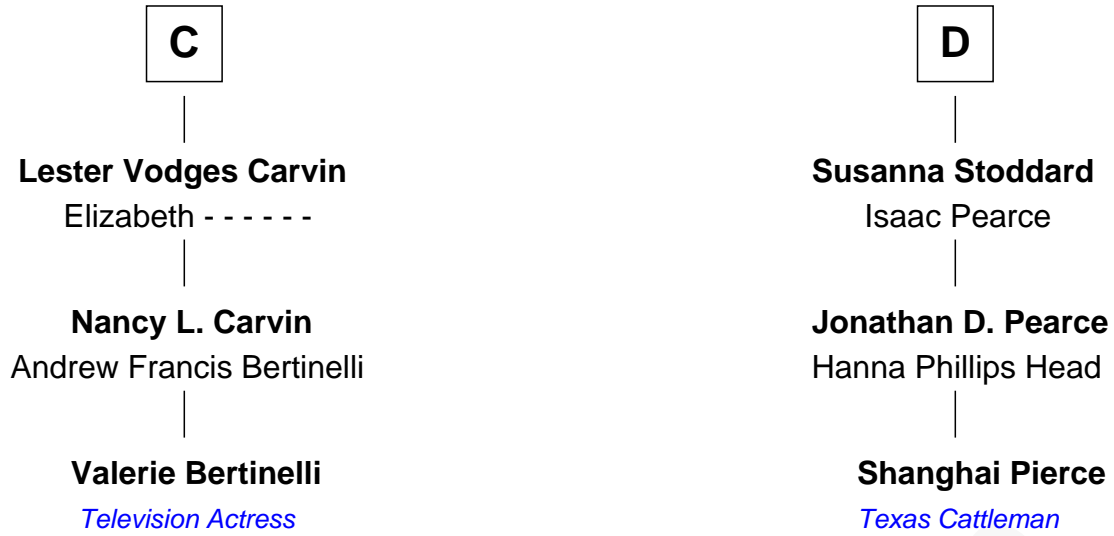 C
Lester Vodges Carvin
Elizabeth - - - - - -
Nancy L. Carvin
Andrew Francis Bertinelli
Valerie Bertinelli
Television Actress
D
Susanna Stoddard
Isaac Pearce
Jonathan D. Pearce
Hanna Phillips Head
Shanghai Pierce
Texas Cattleman